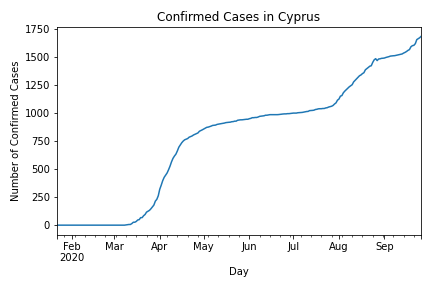 Confirmed Cases in Cyprus
Number of Confirmed Cases
1750
1500
1250
1000
750
500
250
0
Feb Mar Apr May Jun Jul Aug Sep
2020
Day